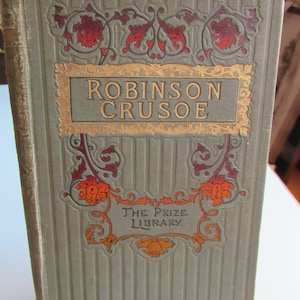 ROBINSON
CRUSOE
THE PRIZE
LIBRARY